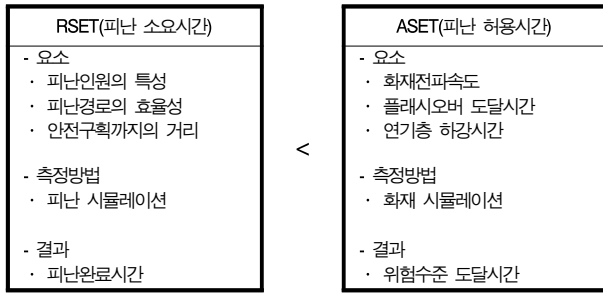 RSET(피난 소요시간)
- 요소
· 피난인원의 특성
· 피난경로의 효율성
· 안전구획까지의 거리
- 측정방법
· 피난 시뮬레이션
- 결과
· 피난완료시간
<
ASET(피난 허용시간)
- 요소
· 화재전파속도
· 플래시오버 도달시간
· 연기층 하강시간
- 측정방법
· 화재 시뮬레이션
- 결과
· 위험수준 도달시간